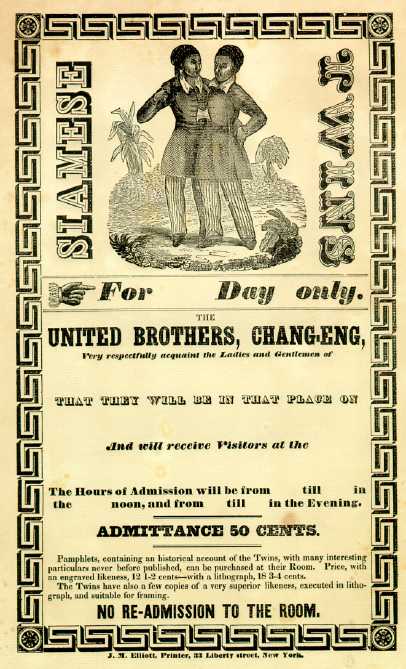 SIAMESE TWINS
For Day only.
THE
UNITED BROTHERS, CHANG-ENG,
Very respectfully acquaint the Ladies and Gentlemen of
THAT THEY WILL BE IN THAT PLACE ON
And will receive Visitors at the
The Hours of Admission will be from till in
the noon, and from till in the Evening.
ADMITTANCE 50 CENTS.
Pamphlets, containing an historical account of the Twins, with many interesting
particulars never before published, can be purchased at their Room. Price, with
an engraved likeness, 12 1-2 cents—with a lithograph, 18 3-4 cents.
The Twins have also a few copies of a very superior likeness, executed in litho-
graph, and suitable for framing.
NO RE-ADMISSION TO THE ROOM.
J. M. Elliott, Printer, 33 Liberty street, New York.